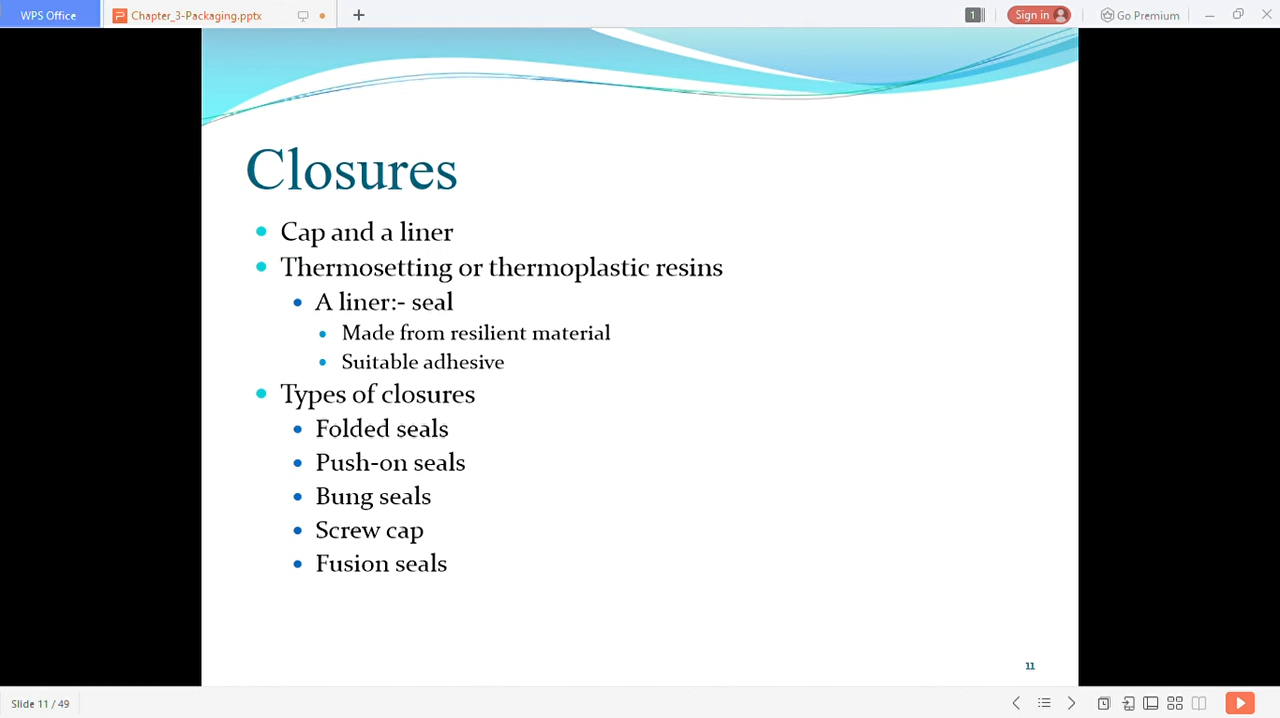 WPS Office
Chapter_3-Packaging.pptx
1
Sign in
Go Premium
Closures
Cap and a liner
Thermosetting or thermoplastic resins
A liner:- seal
Made from resilient material
Suitable adhesive
Types of closures
Folded seals
Push-on seals
Bung seals
Screw cap
Fusion seals
11
Slide 11 / 49